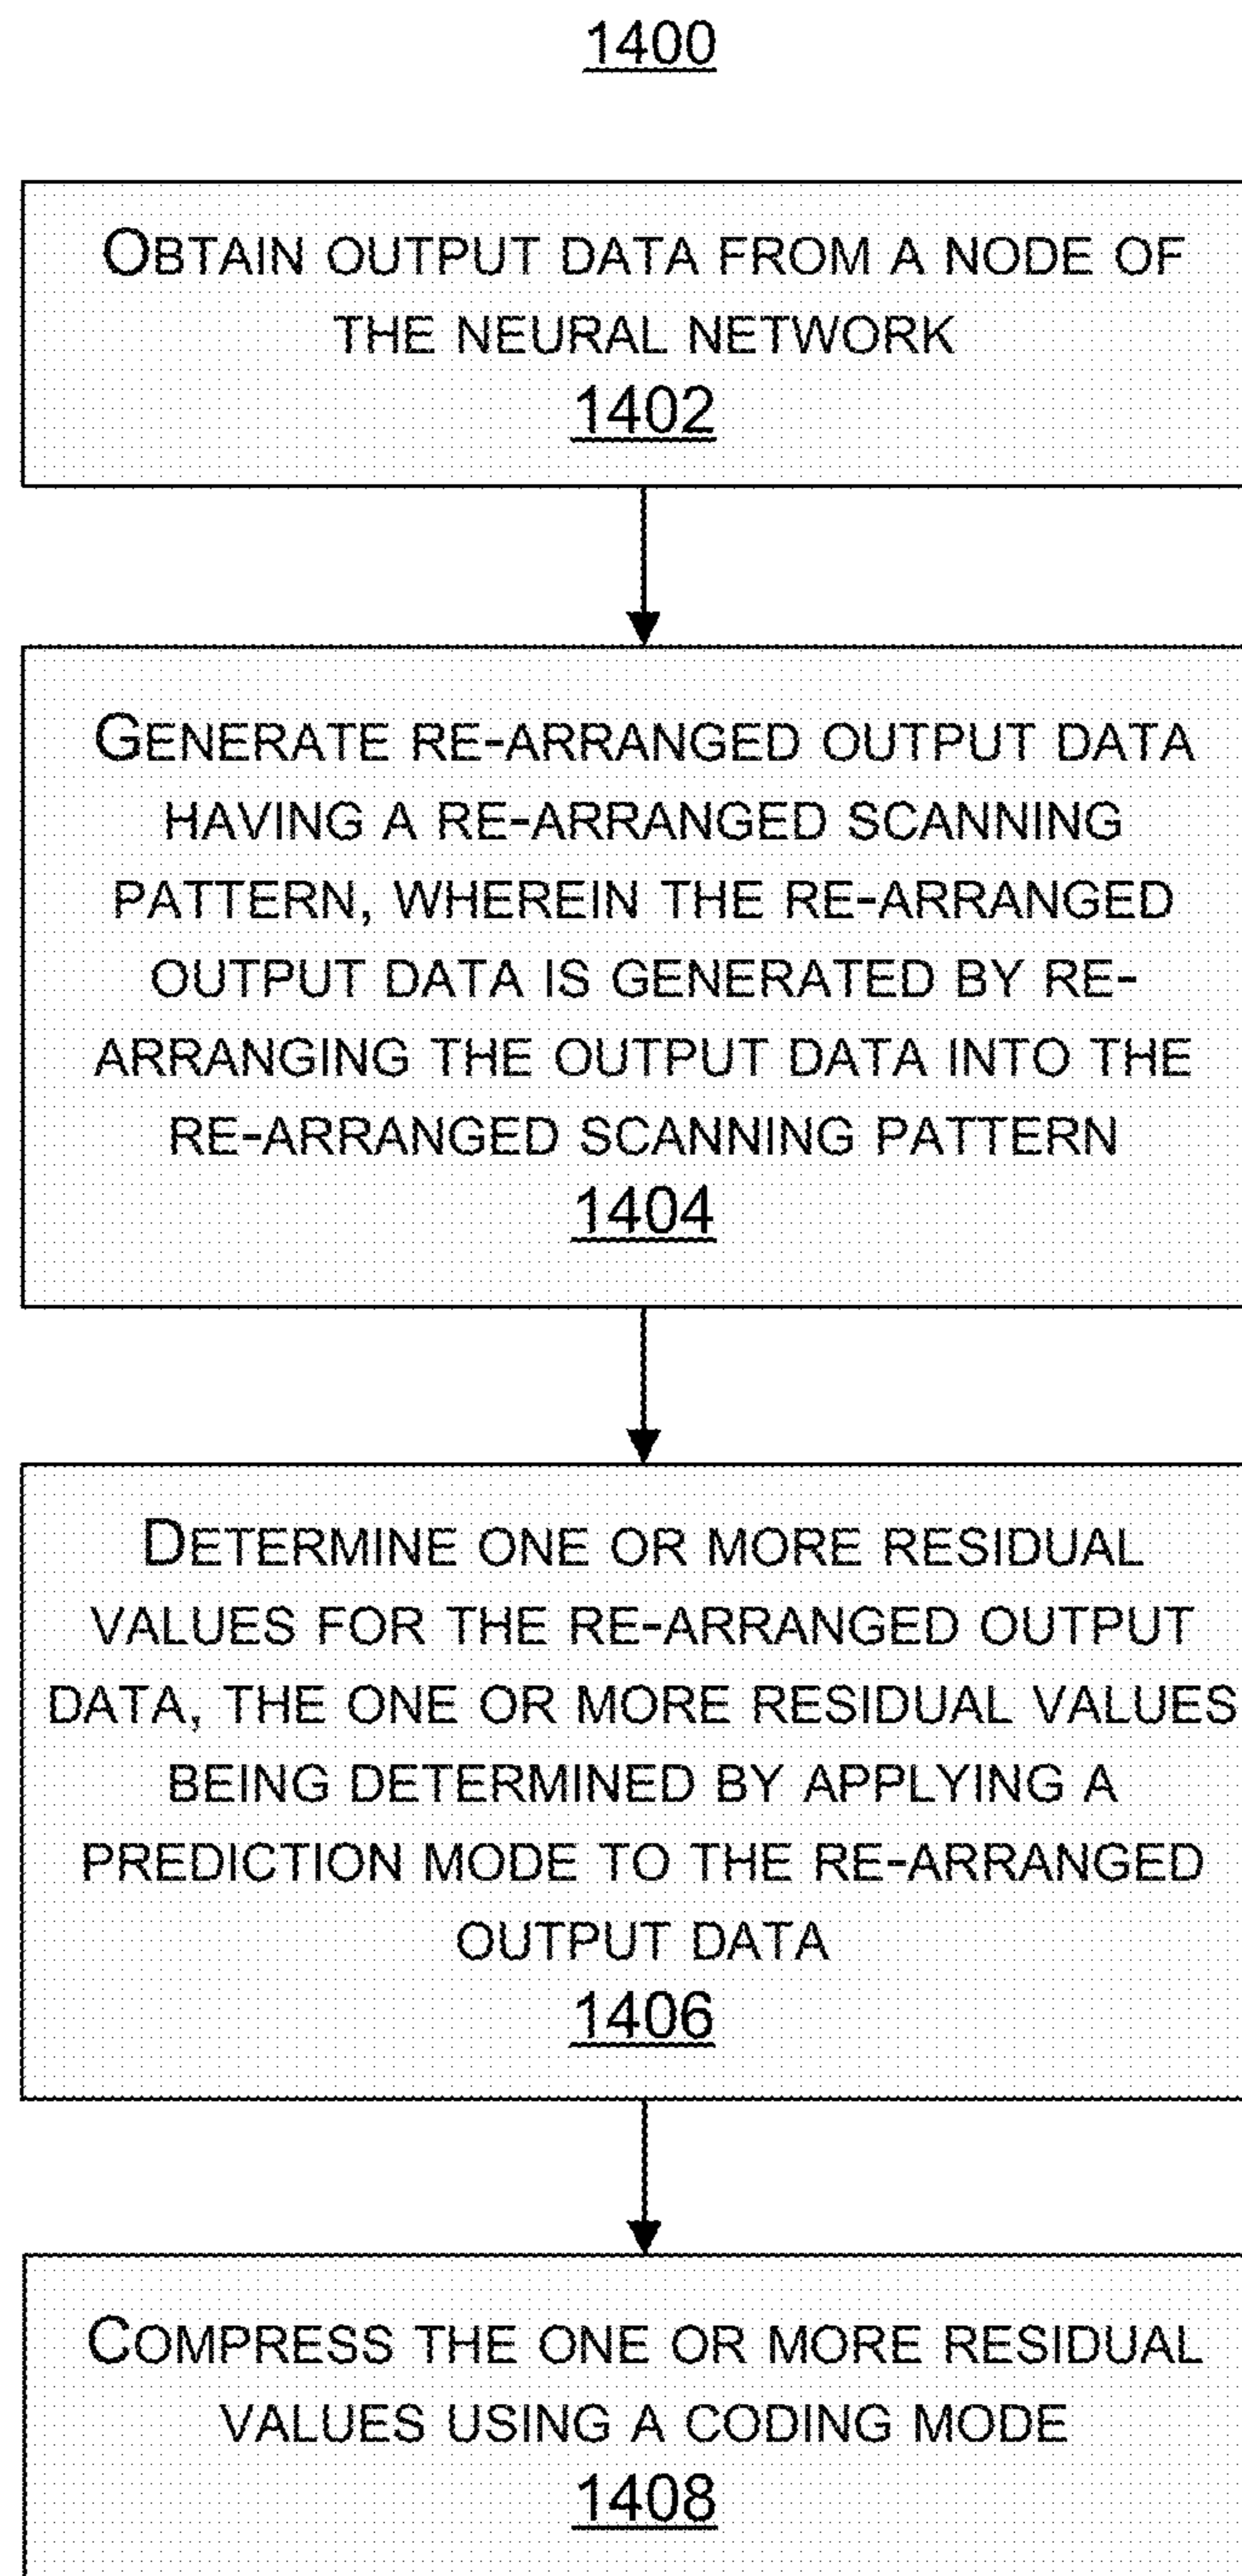 1400
OBTAIN OUTPUT DATA FROM A NODE OF
THE NEURAL NETWORK
1402
GENERATE RE-ARRANGED OUTPUT DATA
HAVING A RE-ARRANGED SCANNING
PATTERN, WHEREIN THE RE-ARRANGED
OUTPUT DATA IS GENERATED BY RE-
ARRANGING THE OUTPUT DATA INTO THE
RE-ARRANGED SCANNING PATTERN
1404
DETERMINE ONE OR MORE RESIDUAL
VALUES FOR THE RE-ARRANGED OUTPUT
DATA, THE ONE OR MORE RESIDUAL VALUES
BEING DETERMINED BY APPLYING A
PREDICTION MODE TO THE RE-ARRANGED
OUTPUT DATA
1406
COMPRESS THE ONE OR MORE RESIDUAL
VALUES USING A CODING MODE
1408